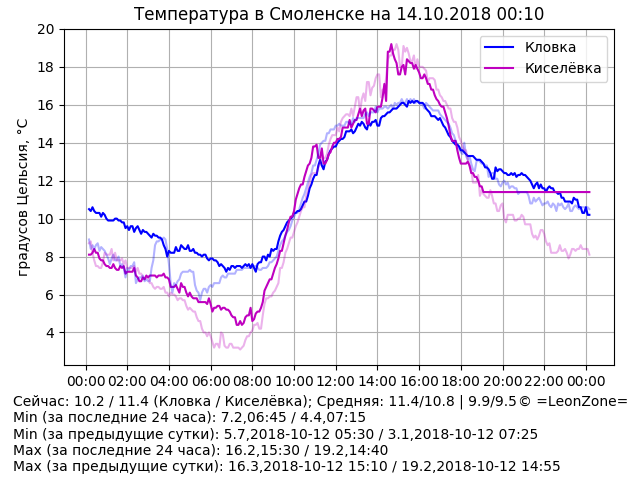 Температура в Смоленске на 14.10.2018 00:10
Кловка
Киселёвка
градусов Цельсия, °C
20
18
16
14
12
10
8
6
4
00:00 02:00 04:00 06:00 08:00 10:00 12:00 14:00 16:00 18:00 20:00 22:00 00:00
Сейчас: 10.2 / 11.4 (Кловка / Киселёвка); Средняя: 11.4/10.8 | 9.9/9.5© =LeonZone=
Min (за последние 24 часа): 7.2,06:45 / 4.4,07:15
Min (за предыдущие сутки): 5.7,2018-10-12 05:30 / 3.1,2018-10-12 07:25
Max (за последние 24 часа): 16.2,15:30 / 19.2,14:40
Max (за предыдущие сутки): 16.3,2018-10-12 15:10 / 19.2,2018-10-12 14:55